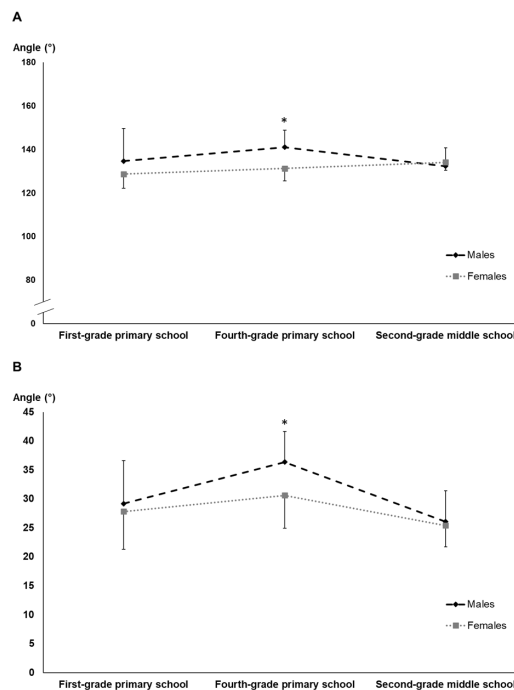 A
Angle (°)
180
160
*
140
120
100
80
Males
Females
0
First-grade primary school Fourth-grade primary school Second-grade middle school
B
Angle (°)
45
*
40
35
30
25
20
15
10
Males
5
Females
0
First-grade primary school Fourth-grade primary school Second-grade middle school